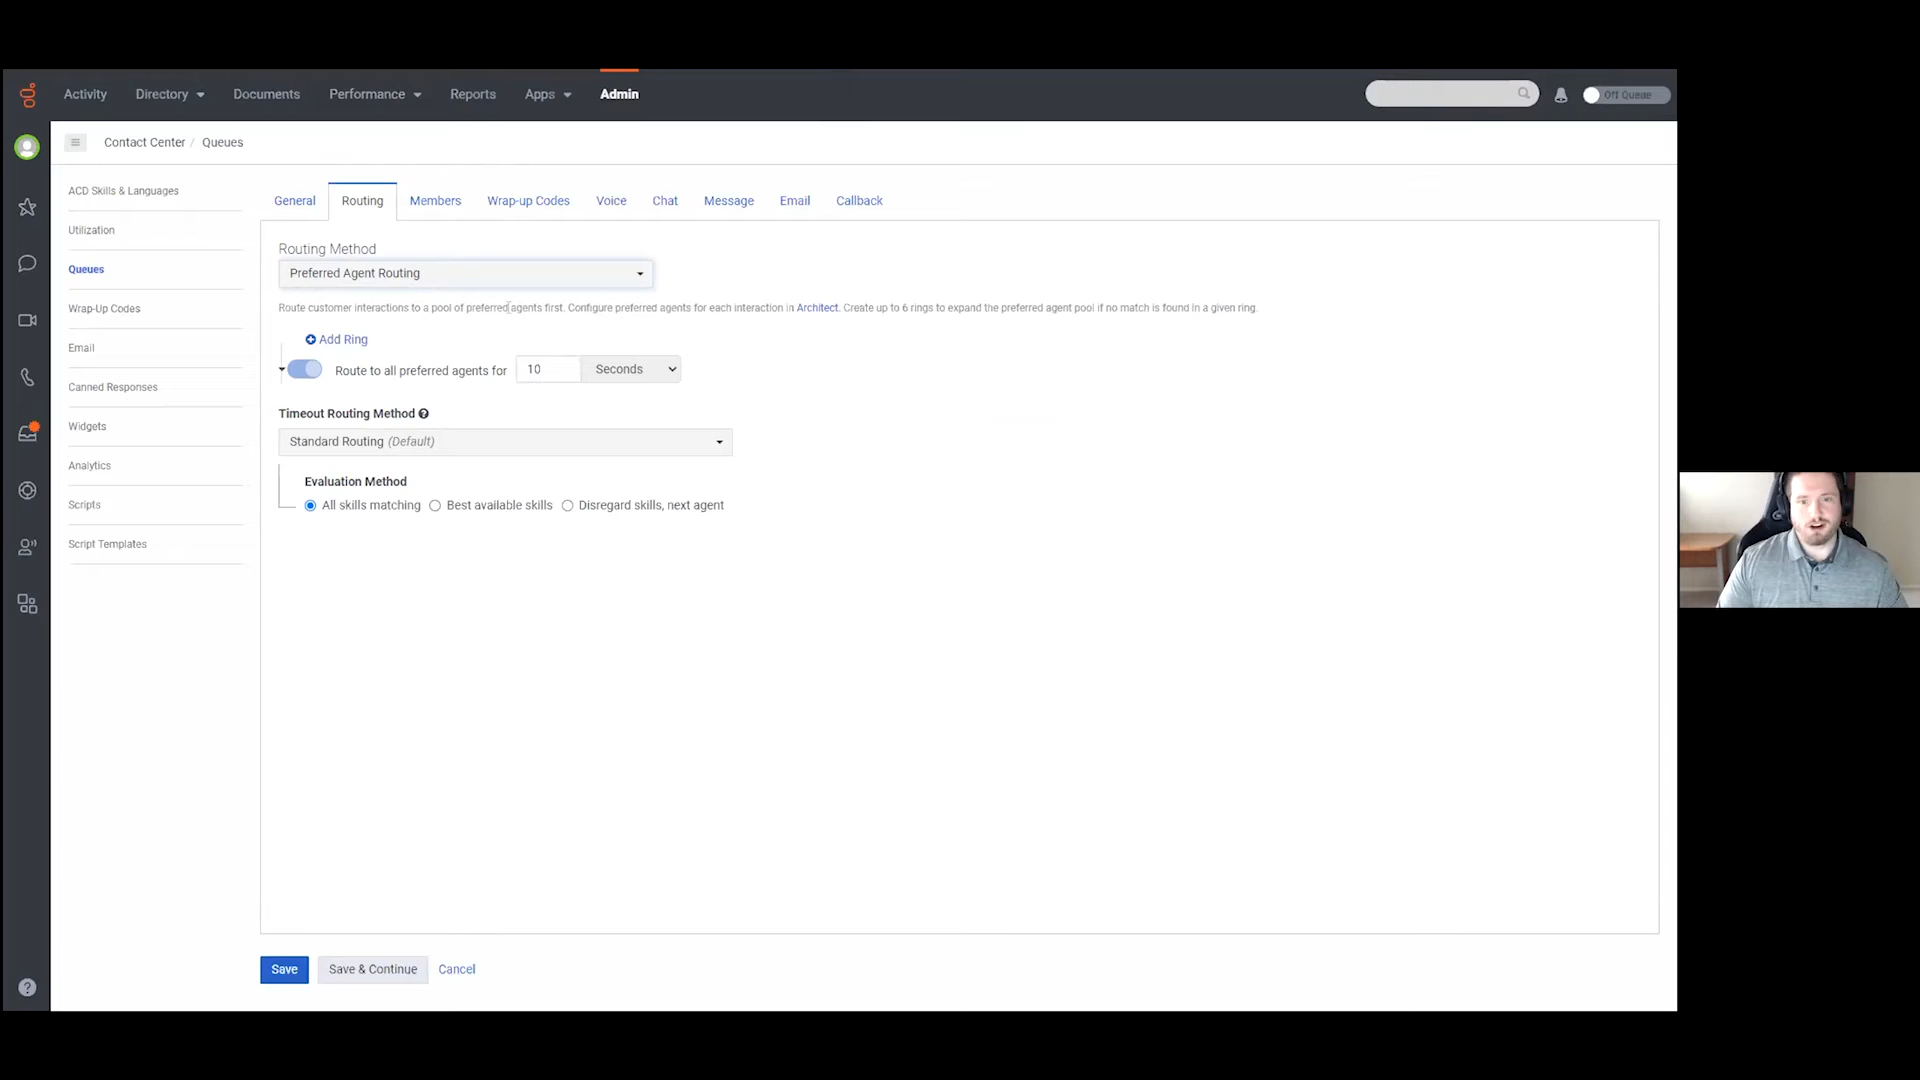 Activity Directory Documents Performance Reports Apps Admin Off Queue
Contact Center / Queues
ACD Skills & Languages
Utilization
Queues
Wrap-Up Codes
Email
Canned Responses
Widgets
Analytics
Scripts
Script Templates
General Routing Members Wrap-up Codes Voice Chat Message Email Callback
Routing Method
Preferred Agent Routing
Route customer interactions to a pool of preferred agents first. Configure preferred agents for each interaction in Architect. Create up to 6 rings to expand the preferred agent pool if no match is found in a given ring.
Add Ring
Route to all preferred agents for 10 Seconds
Timeout Routing Method
Standard Routing (Default)
Evaluation Method
All skills matching Best available skills Disregard skills, next agent
Save Save & Continue Cancel